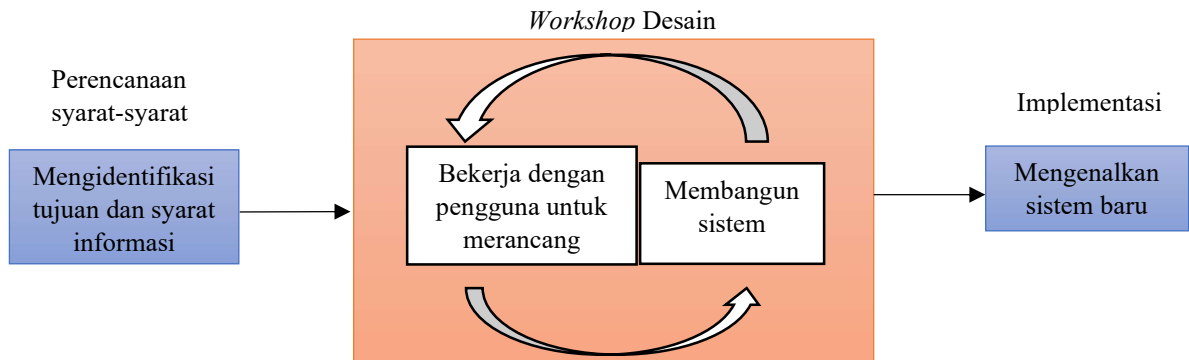 Workshop Desain
Perencanaan
syarat-syarat
Mengidentifikasi
tujuan dan syarat
informasi
Bekerja dengan
pengguna untuk
merancang
Membangun
sistem
Implementasi
Mengenalkan
sistem baru